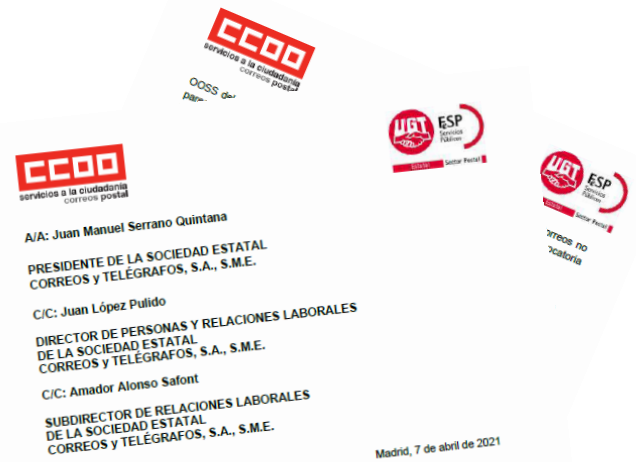 CCOO
servicios a la ciudadanía
correos postal
OOSS
CCOO
servicios a la ciudadanía
correos postal
UGT
FeSP
Servicios
Públicos
Estatal
Sector Postal
UGT
FeSP
Servicios
Públicos
Sector Postal
A/A: Juan Manuel Serrano Quintana
PRESIDENTE DE LA SOCIEDAD ESTATAL
CORREOS y TELÉGRAFOS, S.A., S.M.E.
C/C: Juan López Pulido
DIRECTOR DE PERSONAS Y RELACIONES LABORALES
DE LA SOCIEDAD ESTATAL
CORREOS y TELÉGRAFOS, S.A., S.M.E.
C/C: Amador Alonso Safont
SUBDIRECTOR DE RELACIONES LABORALES
DE LA SOCIEDAD ESTATAL
CORREOS y TELÉGRAFOS, S.A., S.M.E.
Madrid, 7 de abril de 2021
orreos no
ocatoria